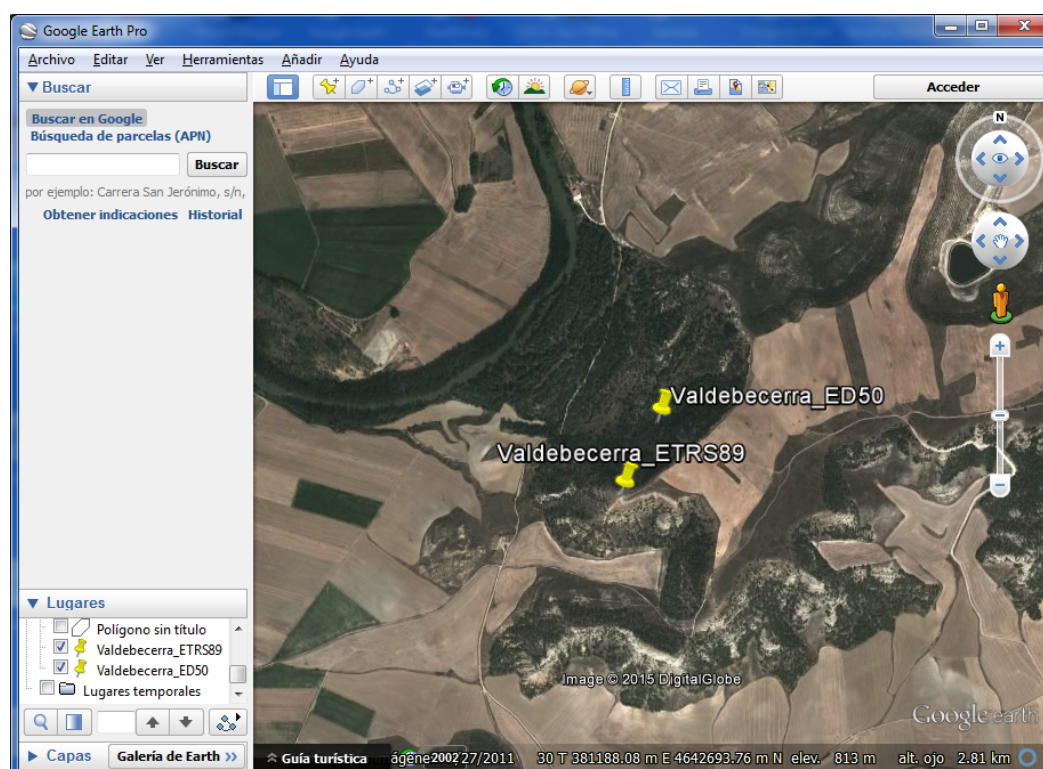 Google Earth Pro
Archivo Editar Ver Herramientas Añadir Ayuda
Buscar
Acceder
Buscar en Google
Búsqueda de parcelas (APN)
Buscar
por ejemplo: Carrera San Jerónimo, s/n,
Obtener indicaciones Historial
N
Valdebecerra_ED50
Valdebecerra_ETRS89
Lugares
Polígono sin título
Valdebecerra_ETRS89
Valdebecerra_ED50
Lugares temporales
Image © 2015 DigitalGlobe
Google earth
Capas Galería de Earth >>
Guía turística 2002 27/2011 30 T 381188.08 m E 4642693.76 m N elev. 813 m alt. ojo 2.81 km